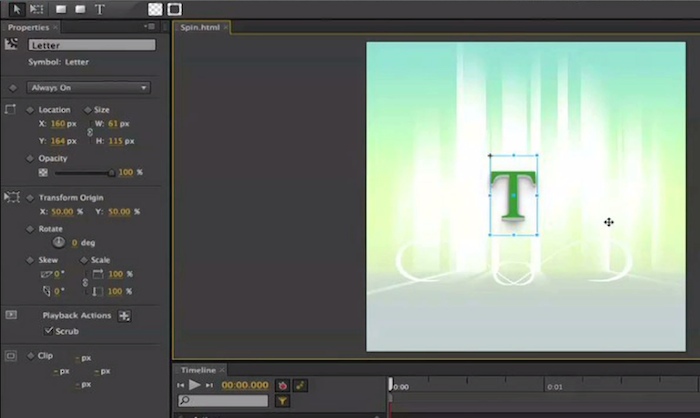 T
Properties
Spin.html
Letter
Symbol: Letter
Always On
Location Size
X: 160 px W: 61 px
Y: 164 px H: 115 px
Opacity
100 %
T
Transform Origin
X: 50.00 % Y: 50.00 %
Rotate
0 deg
Skew Scale
0° 100 %
0° 100 %
Playback Actions
Scrub
Clip
- px
- px - px
- px
Timeline
00:00.000
0:00 0:01